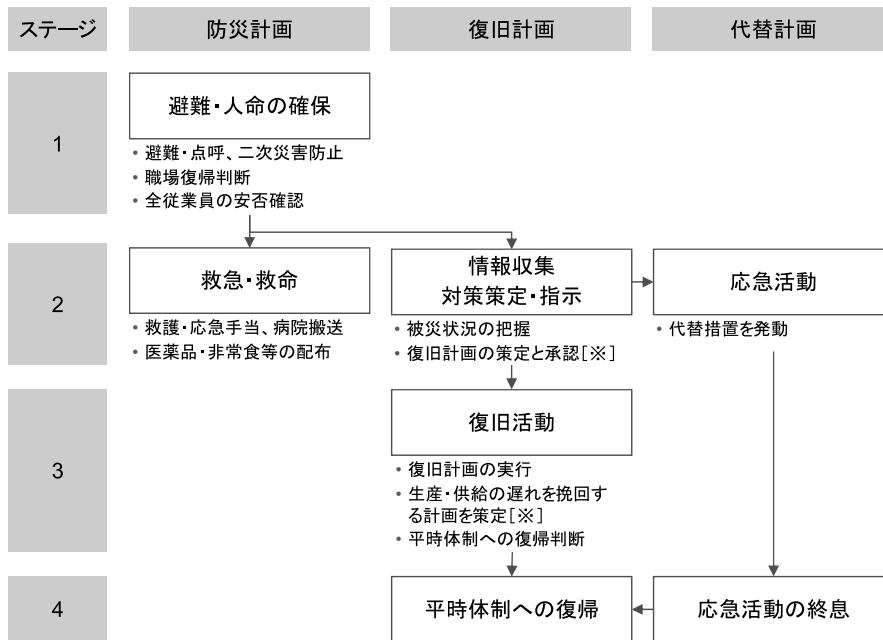 ステージ
防災計画
復旧計画
代替計画
1
避難・人命の確保
• 避難・点呼、二次災害防止
• 職場復帰判断
• 全従業員の安否確認
2
救急・救命
• 救護・応急手当、病院搬送
• 医薬品・非常食等の配布
情報収集
対策策定・指示
• 被災状況の把握
• 復旧計画の策定と承認[※]
応急活動
• 代替措置を発動
3
復旧活動
• 復旧計画の実行
• 生産・供給の遅れを挽回す
る計画を策定[※]
• 平時体制への復帰判断
4
平時体制への復帰
応急活動の終息